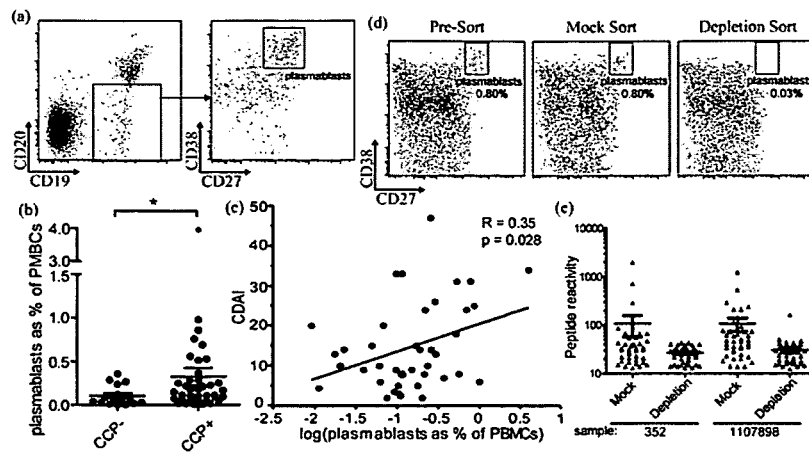 (a)
CD20
CD19
plasmablasts
CD38
CD27
(d)
Pre-Sort
Mock Sort
Depletion Sort
plasmablasts
0.80%
plasmablasts
0.80%
plasmablasts
0.03%
CD38
CD27
(b)
*
plasmablasts as % of PMBCs
4.0
3.0
2.0
1.5
1.0
0.5
0.0
CCP-
CCP+
(c)
R = 0.35
p = 0.028
CDAI
50
40
30
20
10
0
-2.5
-2
-1.5
-1
-0.5
0
0.5
1
log(plasmablasts as % of PBMCs)
(e)
Peptide reactivity
10000
1000
100
10
Mock
Depletion
Mock
Depletion
sample:
352
1107898